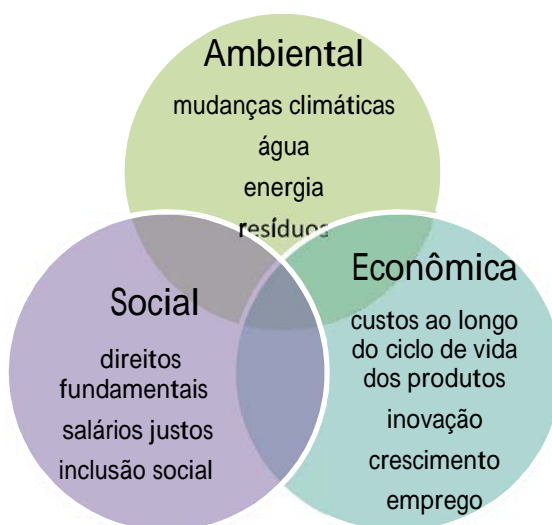 Ambiental
mudanças climáticas
água
energia
resíduos
Social
direitos
fundamentais
salários justos
inclusão social
Econômica
custos ao longo
do ciclo de vida
dos produtos
inovação
crescimento
emprego